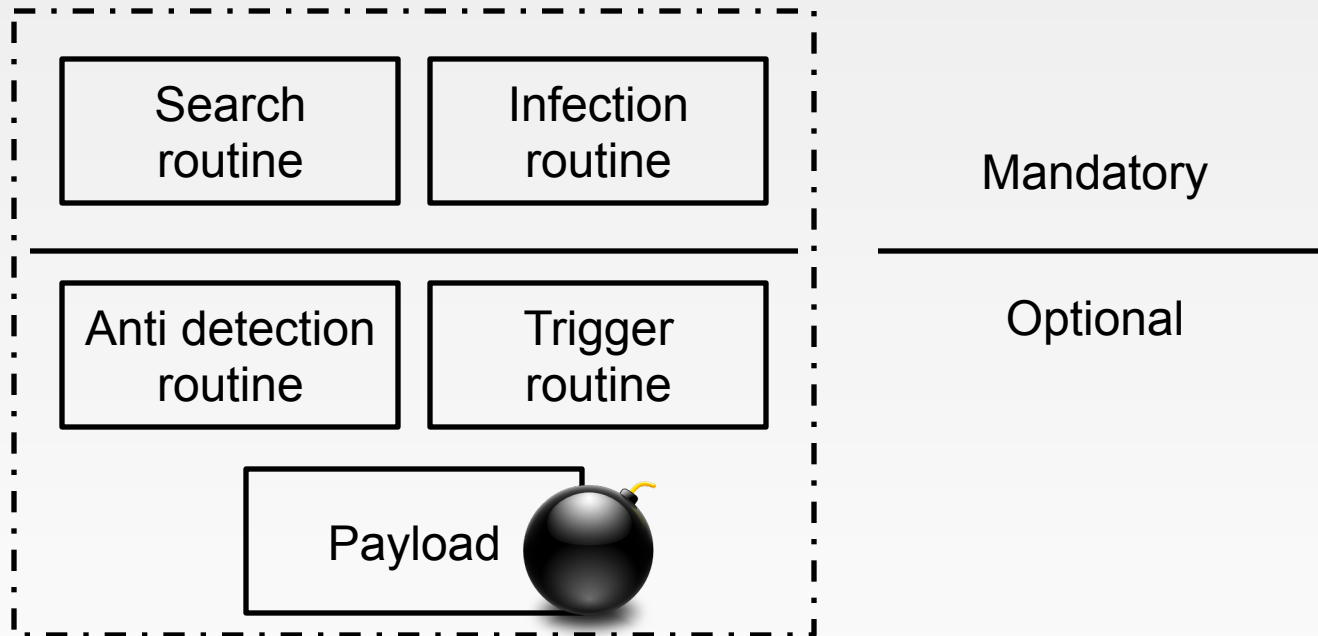 Search
routine
Infection
routine
Mandatory
Anti detection
routine
Trigger
routine
Optional
Payload